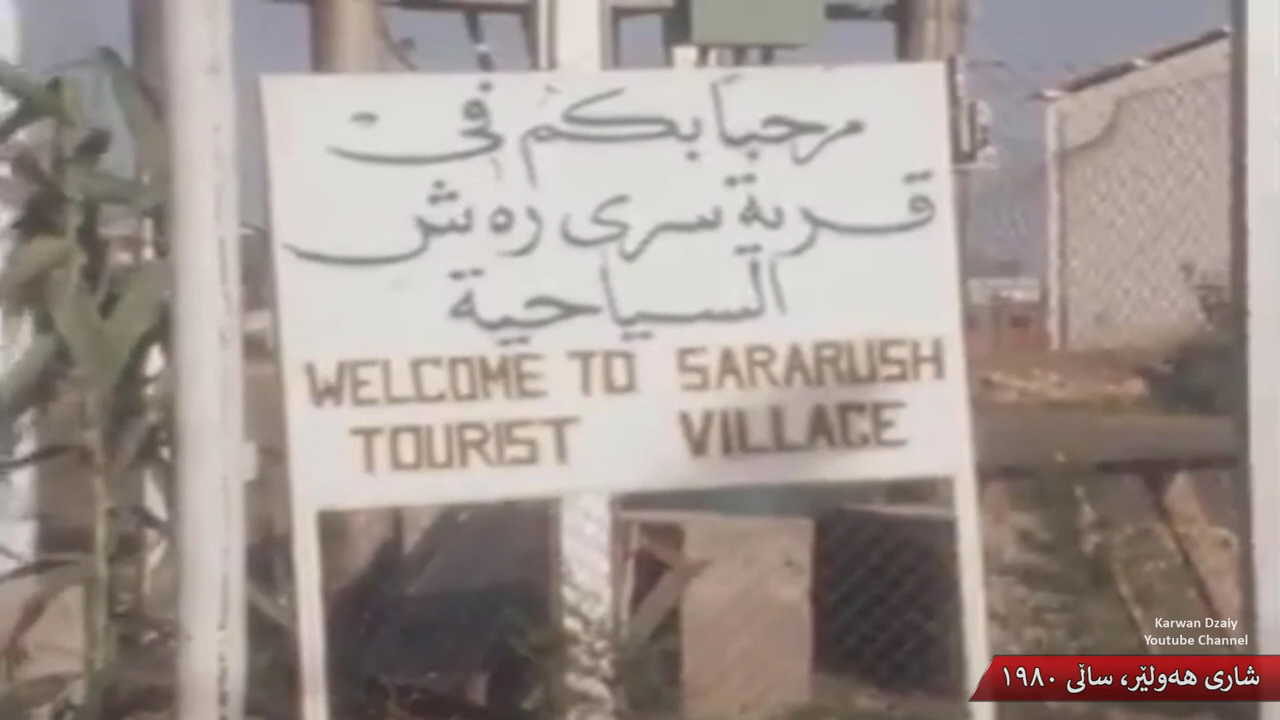 مرحباً بكم في
قرية سرى رەش
السياحية
WELCOME TO SARARUSH
TOURIST VILLAGE
Karwan Dzaiy
Youtube Channel
شاری هەولێر، ساڵی ١٩٨٠